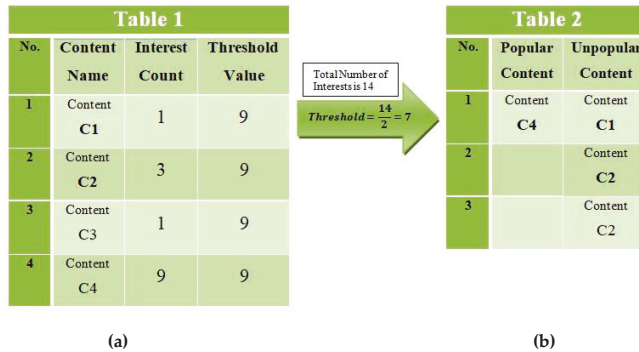 Table 1
No. Content Name Interest Count Threshold Value
1 Content C1 1 9
2 Content C2 3 9
3 Content C3 1 9
4 Content C4 9 9
(a)
Total Number of
Interests is 14
Threshold = 14/2 = 7
Table 2
No. Popular Content Unpopular Content
1 Content C4 Content C1
2 Content C2
3 Content C2
(b)